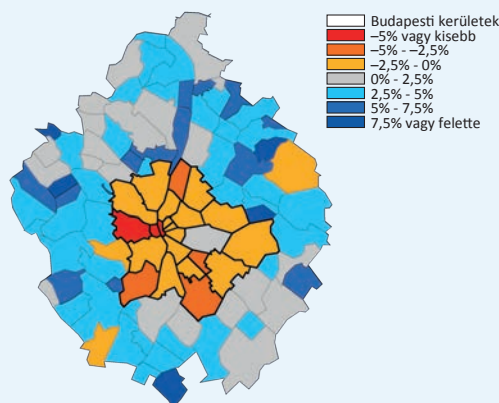 Budapesti kerületek
–5% vagy kisebb
–5% - –2,5%
–2,5% - 0%
0% - 2,5%
2,5% - 5%
5% - 7,5%
7,5% vagy felette